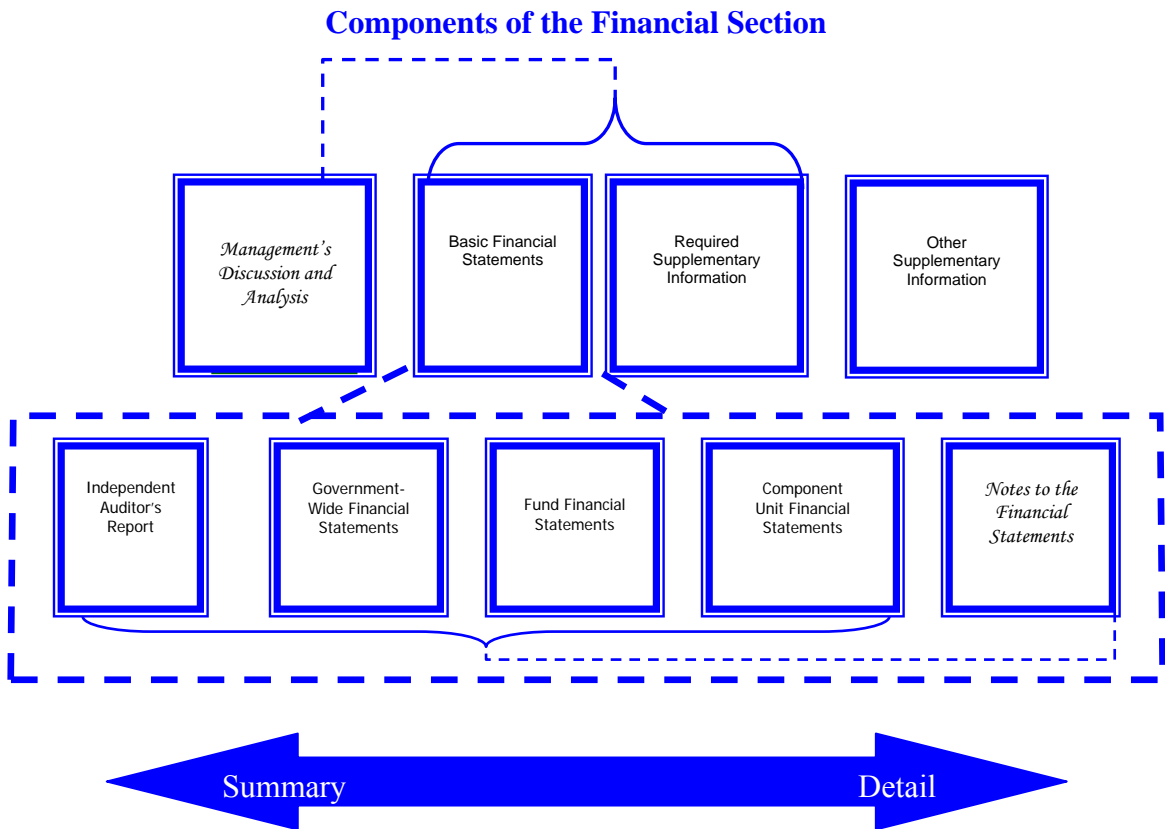 Components of the Financial Section
Management’s
Discussion and
Analysis
Basic Financial
Statements
Required
Supplementary
Information
Other
Supplementary
Information
Independent
Auditor’s
Report
Government-
Wide Financial
Statements
Fund Financial
Statements
Component
Unit Financial
Statements
Notes to the
Financial
Statements
Summary
Detail